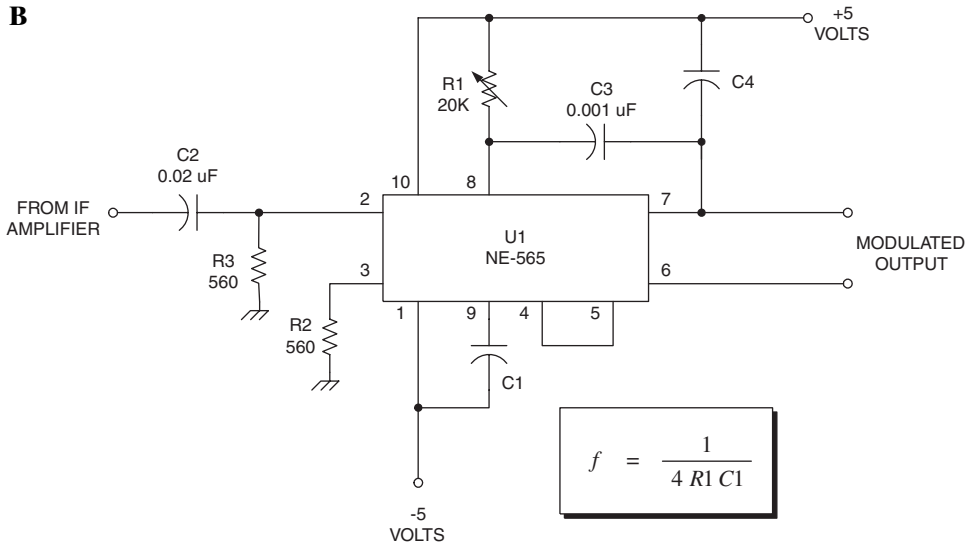 B
+5
VOLTS
R1
20K
C3
0.001 uF
C4
C2
0.02 uF
10
8
FROM IF
AMPLIFIER
2
7
U1
NE-565
MODULATED
OUTPUT
R3
560
3
6
R2
560
1
9
4
5
C1
f = 1 / 4 R1 C1
-5
VOLTS